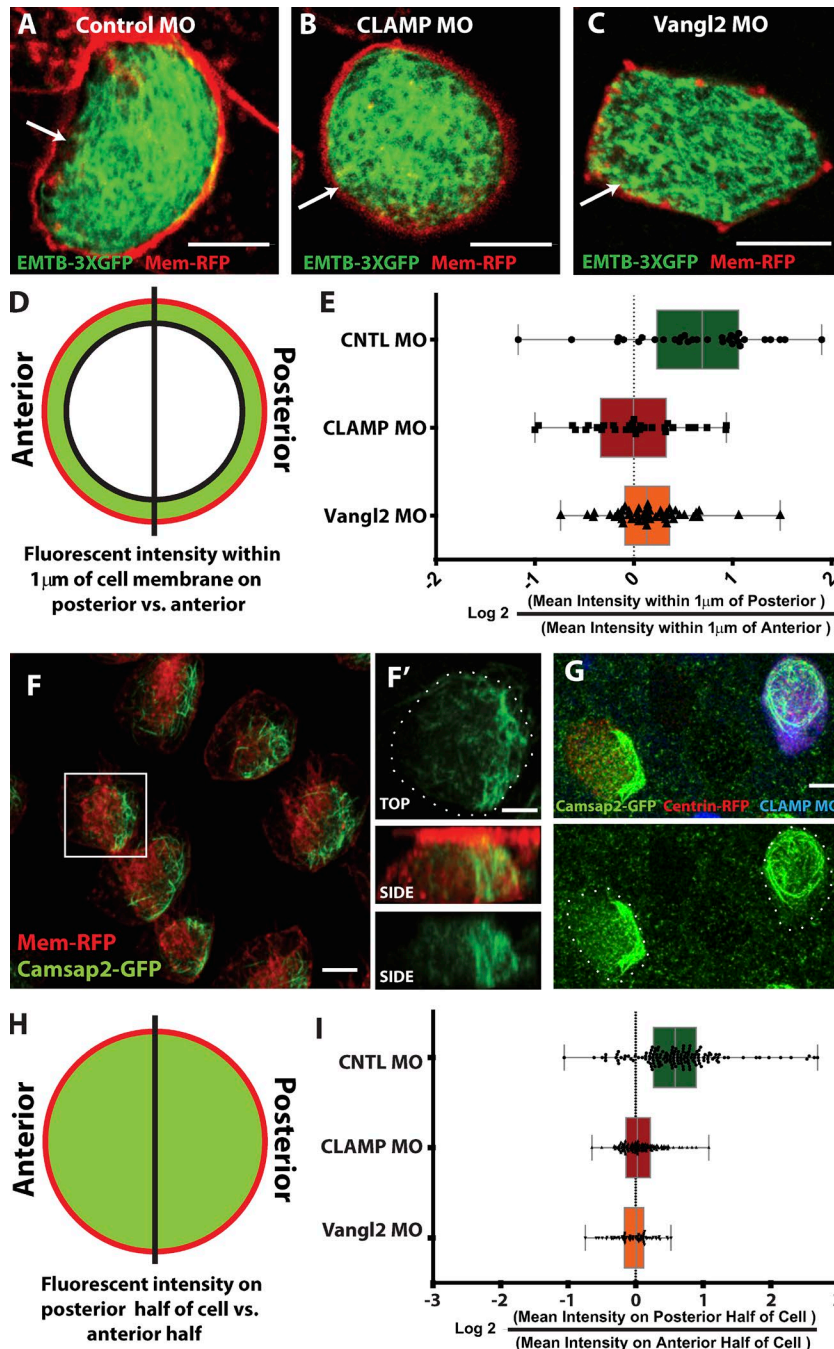 A
Control MO
EMTB-3XGFP Mem-RFP
B
CLAMP MO
EMTB-3XGFP Mem-RFP
C
Vangl2 MO
EMTB-3XGFP Mem-RFP
D
Anterior
Posterior
Fluorescent intensity within
1μm of cell membrane on
posterior vs. anterior
E
CNTL MO
CLAMP MO
Vangl2 MO
-2
-1
0
1
2
Log 2
(Mean Intensity within 1μm of Posterior )
(Mean Intensity within 1μm of Anterior )
F
Mem-RFP
Camsap2-GFP
F'
TOP
SIDE
SIDE
G
Camsap2-GFP Centrin-RFP CLAMP MO
H
Anterior
Posterior
Fluorescent intensity on
posterior half of cell vs.
anterior half
I
CNTL MO
CLAMP MO
Vangl2 MO
-3
-2
-1
0
1
2
3
Log 2
(Mean Intensity on Posterior Half of Cell )
(Mean Intensity on Anterior Half of Cell )